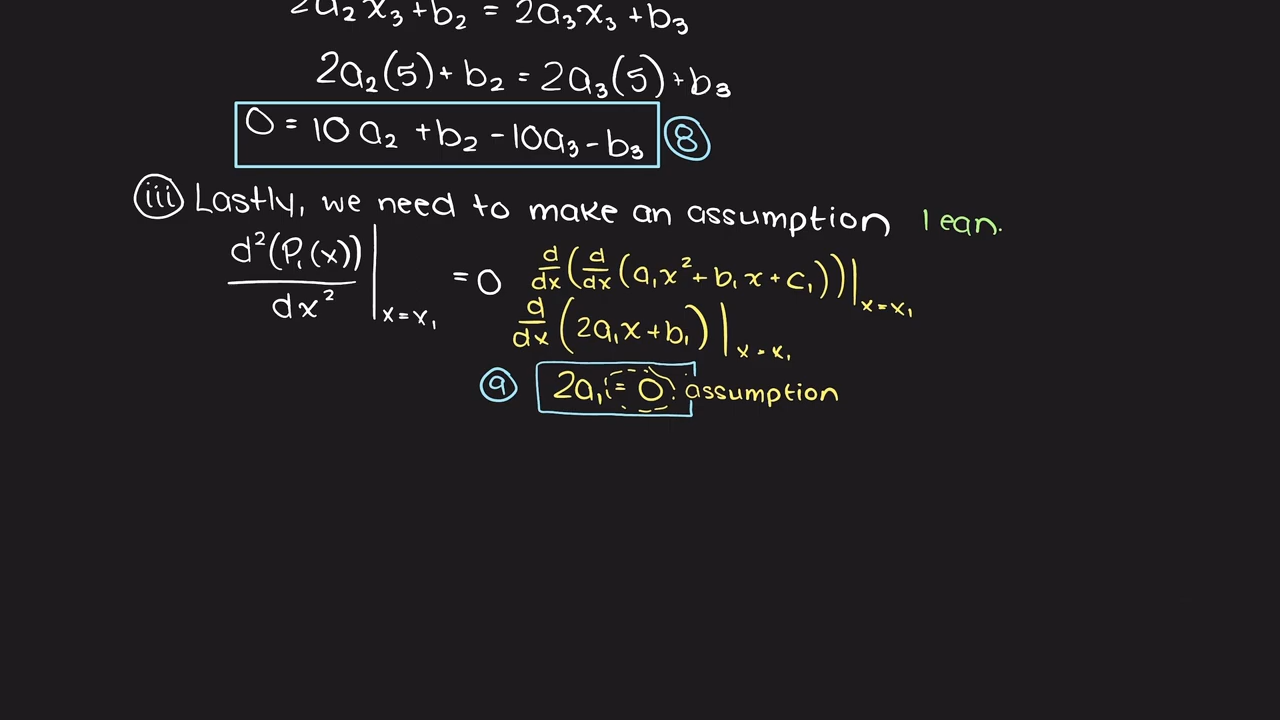 2a₂x₃ + b₂ = 2a₃x₃ + b₃
2a₂(5) + b₂ = 2a₃(5) + b₃
0 = 10a₂ + b₂ - 10a₃ - b₃ ⑧
(iii) Lastly, we need to make an assumption 1 eqn.
d²(P₁(x))/dx² |ₓ₌ₓ₁ = 0 d/dx(d/dx(a₁x² + b₁x + c₁))|ₓ₌ₓ₁
d/dx(2a₁x + b₁)|ₓ₌ₓ₁
⑨ 2a₁ = 0 : assumption